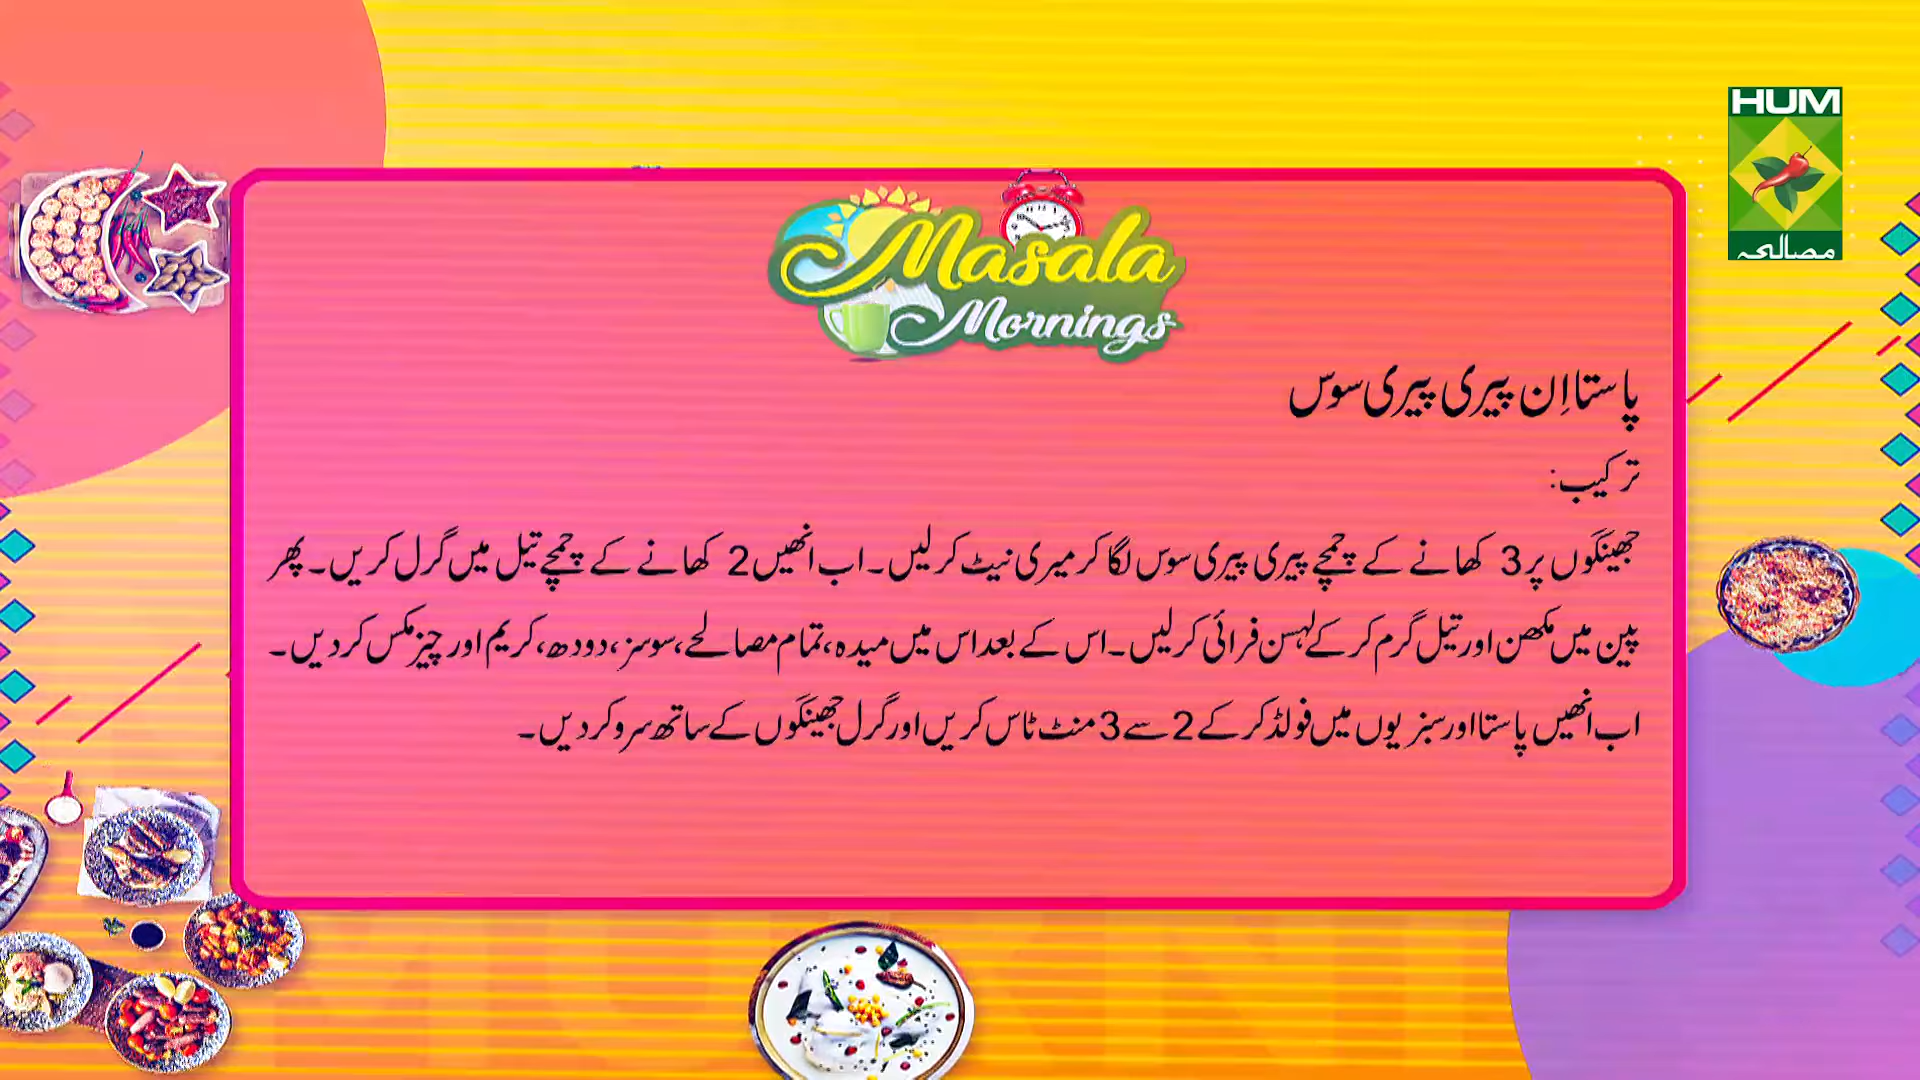 HUM
مصالحہ
Masala
Mornings
پاستا اِن پیری پیری سوس
ترکیب:
جھینگوں پر 3 کھانے کے چمچے پیری پیری سوس لگا کر میری نیٹ کرلیں۔ اب انھیں 2 کھانے کے چمچے تیل میں گرل کریں۔ پھر
پین میں مکھن اور تیل گرم کر کے لہسن فرائی کرلیں۔ اس کے بعد اس میں میدہ، تمام مصالحے، سوسز، دودھ، کریم اور چیز مکس کر دیں۔
اب انھیں پاستا اور سبزیوں میں فولڈ کر کے 2 سے 3 منٹ ٹاس کریں اور گرل جھینگوں کے ساتھ سرو کر دیں۔